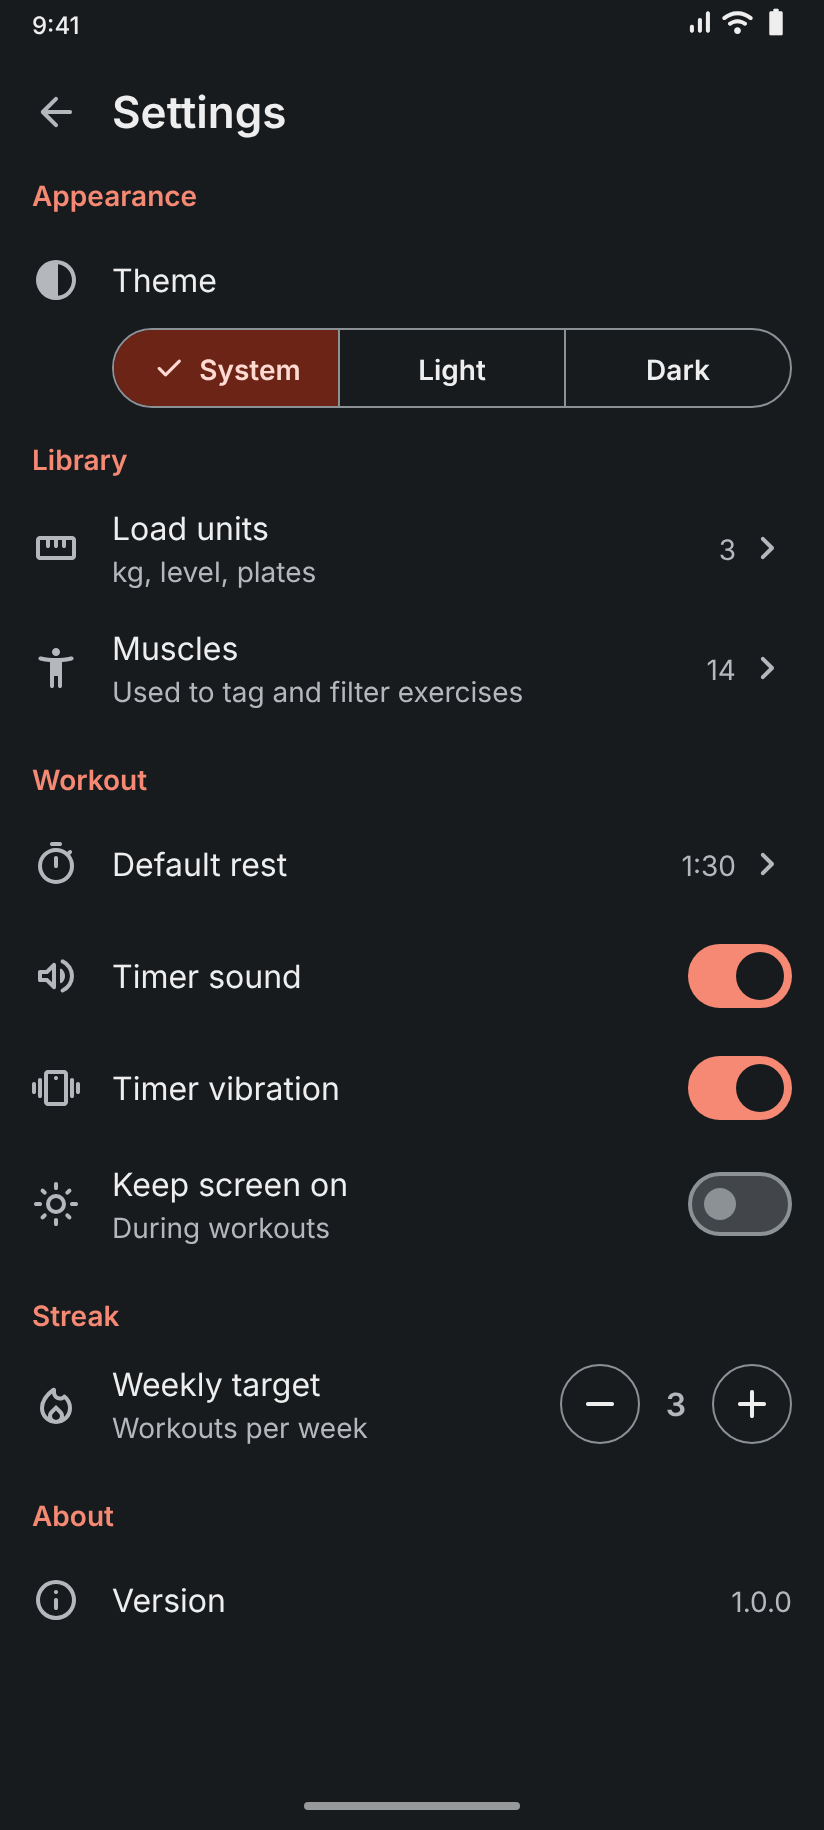 9:41
Settings
Appearance
Theme
System
Light
Dark
Library
Load units
kg, level, plates
3
Muscles
Used to tag and filter exercises
14
Workout
Default rest
1:30
Timer sound
Timer vibration
Keep screen on
During workouts
Streak
Weekly target
Workouts per week
3
About
Version
1.0.0